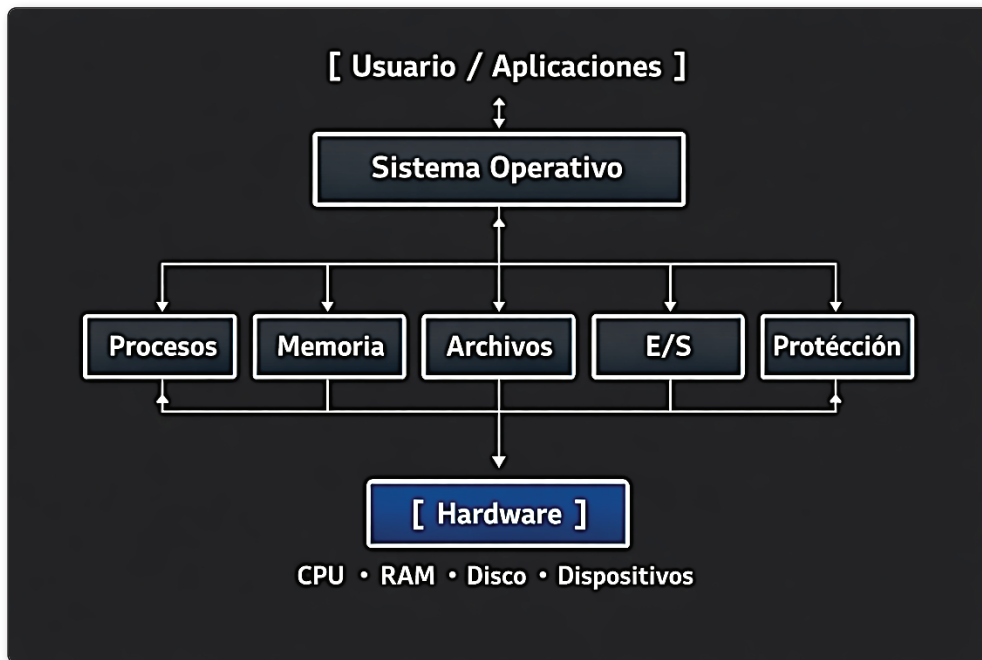 [ Usuario / Aplicaciones ]
Sistema Operativo
Procesos Memoria Archivos E/S Protécción
[ Hardware ]
CPU • RAM • Disco • Dispositivos